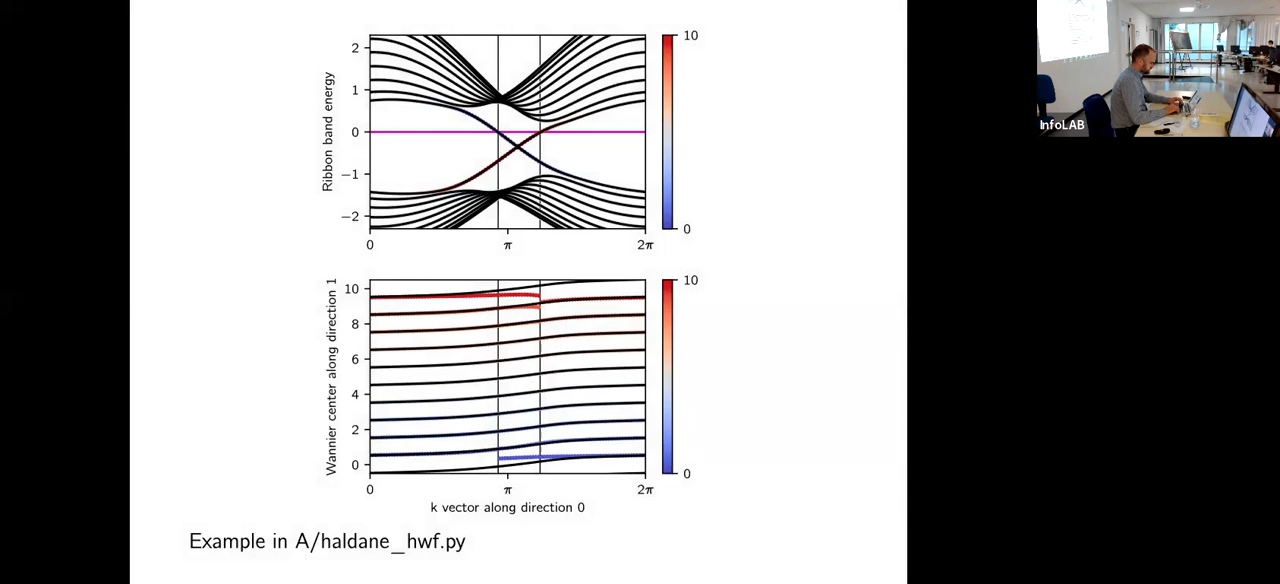 2
1
0
−1
−2
Ribbon band energy
0
π
2π
10
0
10
8
6
4
2
0
Wannier center along direction 1
0
π
2π
k vector along direction 0
10
0
Example in A/haldane_hwf.py
InfoLAB